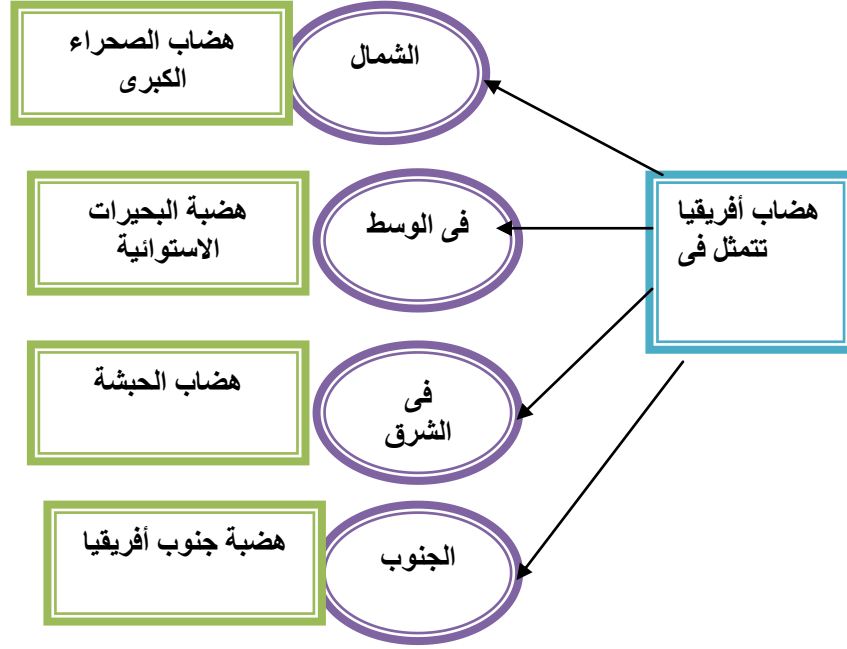 هضاب أفريقيا
تتمثل فى
الشمال
هضاب الصحراء
الكبرى
فى الوسط
هضبة البحيرات
الاستوائية
فى
الشرق
هضاب الحبشة
الجنوب
هضبة جنوب أفريقيا